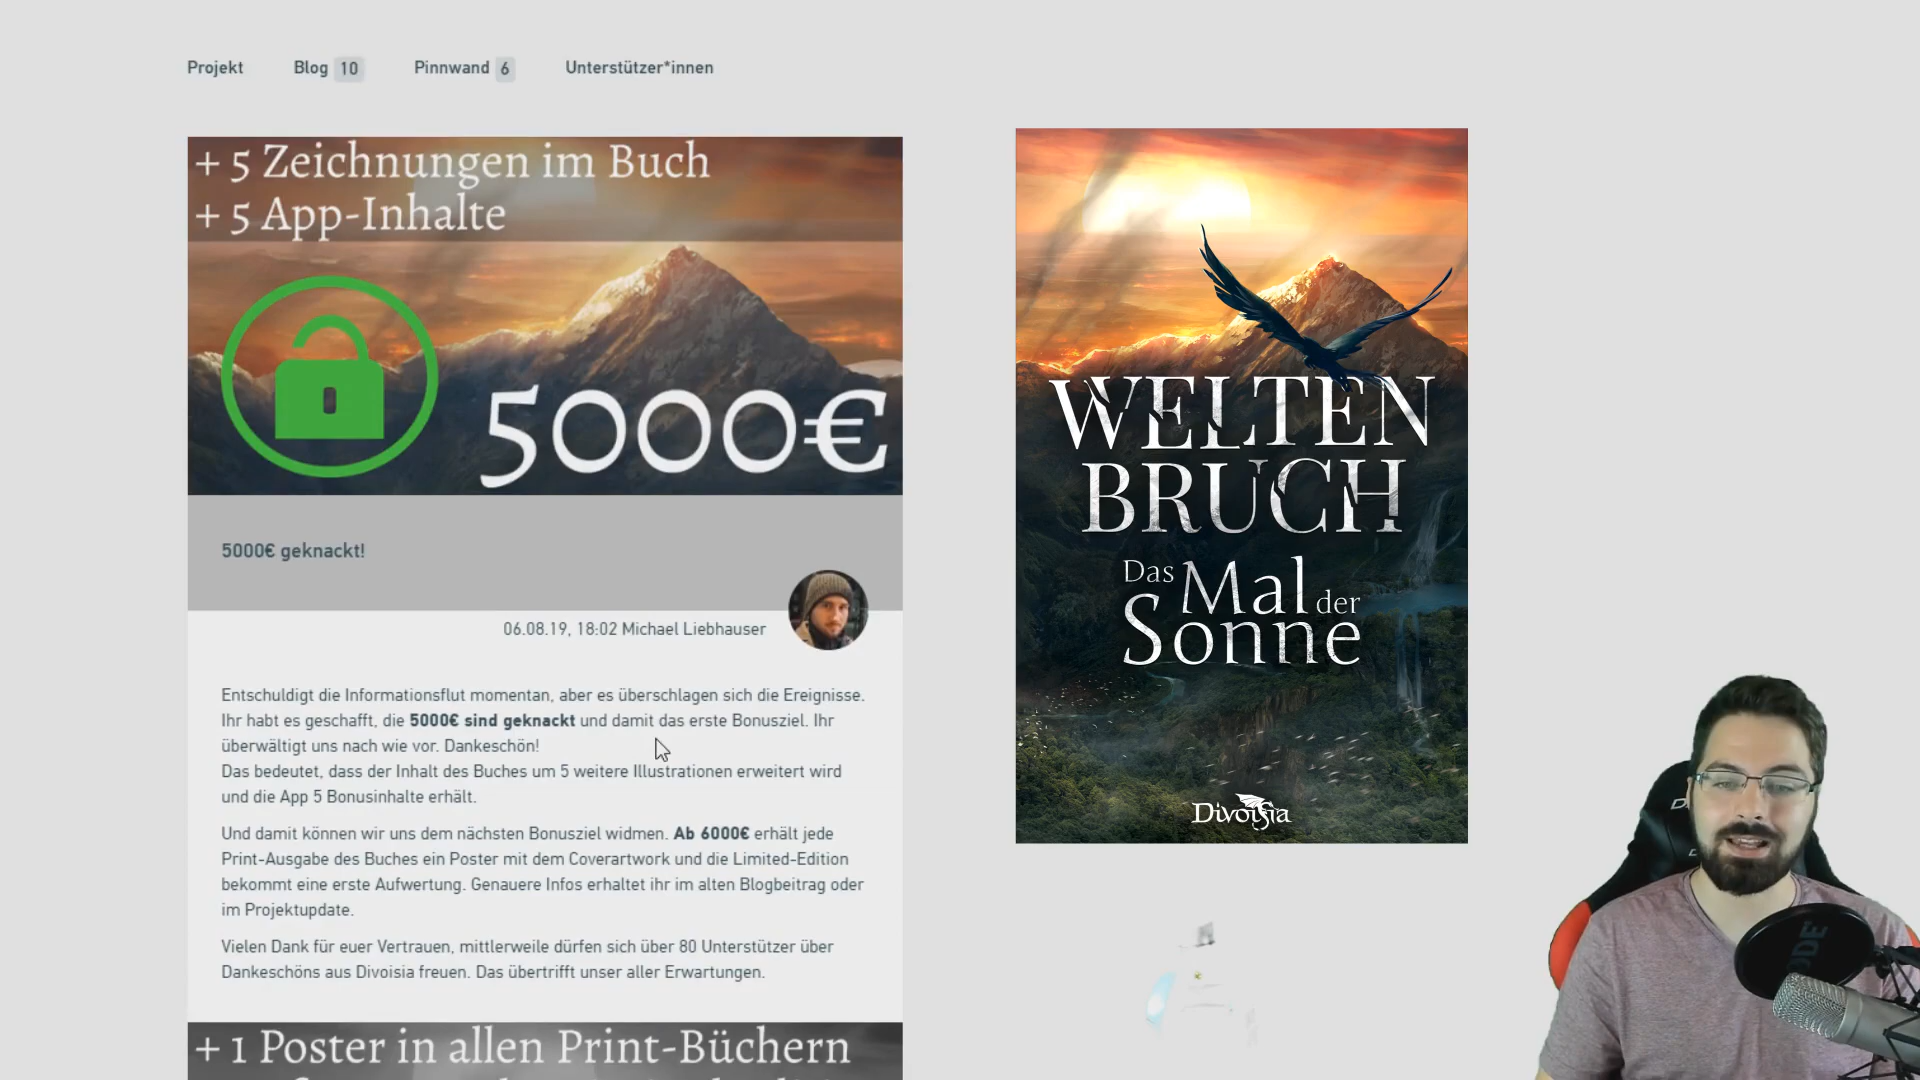 Projekt Blog 10 Pinnwand 6 Unterstützer*innen
+ 5 Zeichnungen im Buch
+ 5 App-Inhalte
5000€
5000€ geknackt!
06.08.19, 18:02 Michael Liebhauser
Entschuldigt die Informationsflut momentan, aber es überschlagen sich die Ereignisse.
Ihr habt es geschafft, die 5000€ sind geknackt und damit das erste Bonusziel. Ihr
überwältigt uns nach wie vor. Dankeschön!
Das bedeutet, dass der Inhalt des Buches um 5 weitere Illustrationen erweitert wird
und die App 5 Bonusinhalte erhält.
Und damit können wir uns dem nächsten Bonusziel widmen. Ab 6000€ erhält jede
Print-Ausgabe des Buches ein Poster mit dem Coverartwork und die Limited-Edition
bekommt eine erste Aufwertung. Genauere Infos erhaltet ihr im alten Blogbeitrag oder
im Projektupdate.
Vielen Dank für euer Vertrauen, mittlerweile dürfen sich über 80 Unterstützer über
Dankeschöns aus Divoisia freuen. Das übertrifft unser aller Erwartungen.
+ 1 Poster in allen Print-Büchern
WELTEN
BRUCH
Das Mal der
Sonne
Divoisia